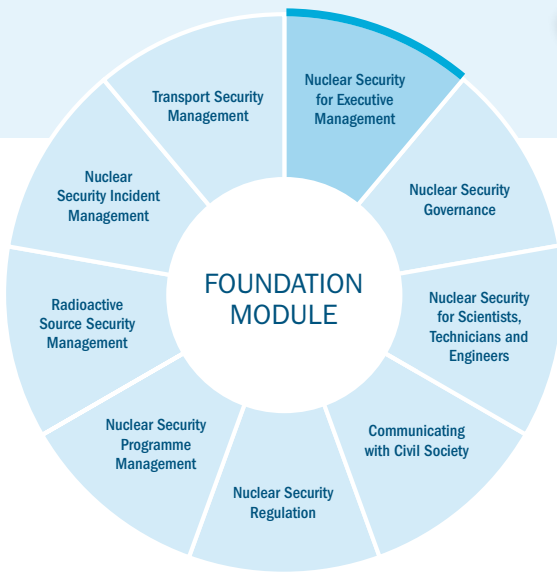 Nuclear Security
for Executive
Management
Nuclear Security
Governance
Nuclear Security
for Scientists,
Technicians and
Engineers
Communicating
with Civil Society
Nuclear Security
Regulation
Nuclear Security
Programme
Management
Radioactive
Source Security
Management
Nuclear
Security Incident
Management
Transport Security
Management
FOUNDATION
MODULE